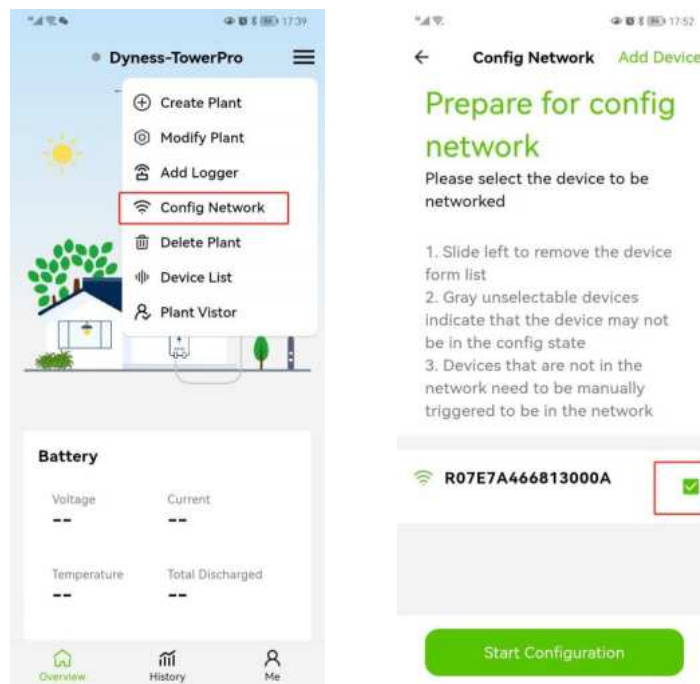 17:39
Dyness-TowerPro
Create Plant
Modify Plant
Add Logger
Config Network
Delete Plant
Device List
Plant Vistor
Battery
Voltage
Current
--
--
Temperature
Total Discharged
--
--
Overview
History
Me
17:52
Config Network
Add Device
Prepare for config
network
Please select the device to be
networked
1. Slide left to remove the device
form list
2. Gray unselectable devices
indicate that the device may not
be in the config state
3. Devices that are not in the
network need to be manually
triggered to be in the network
R07E7A466813000A
Start Configuration